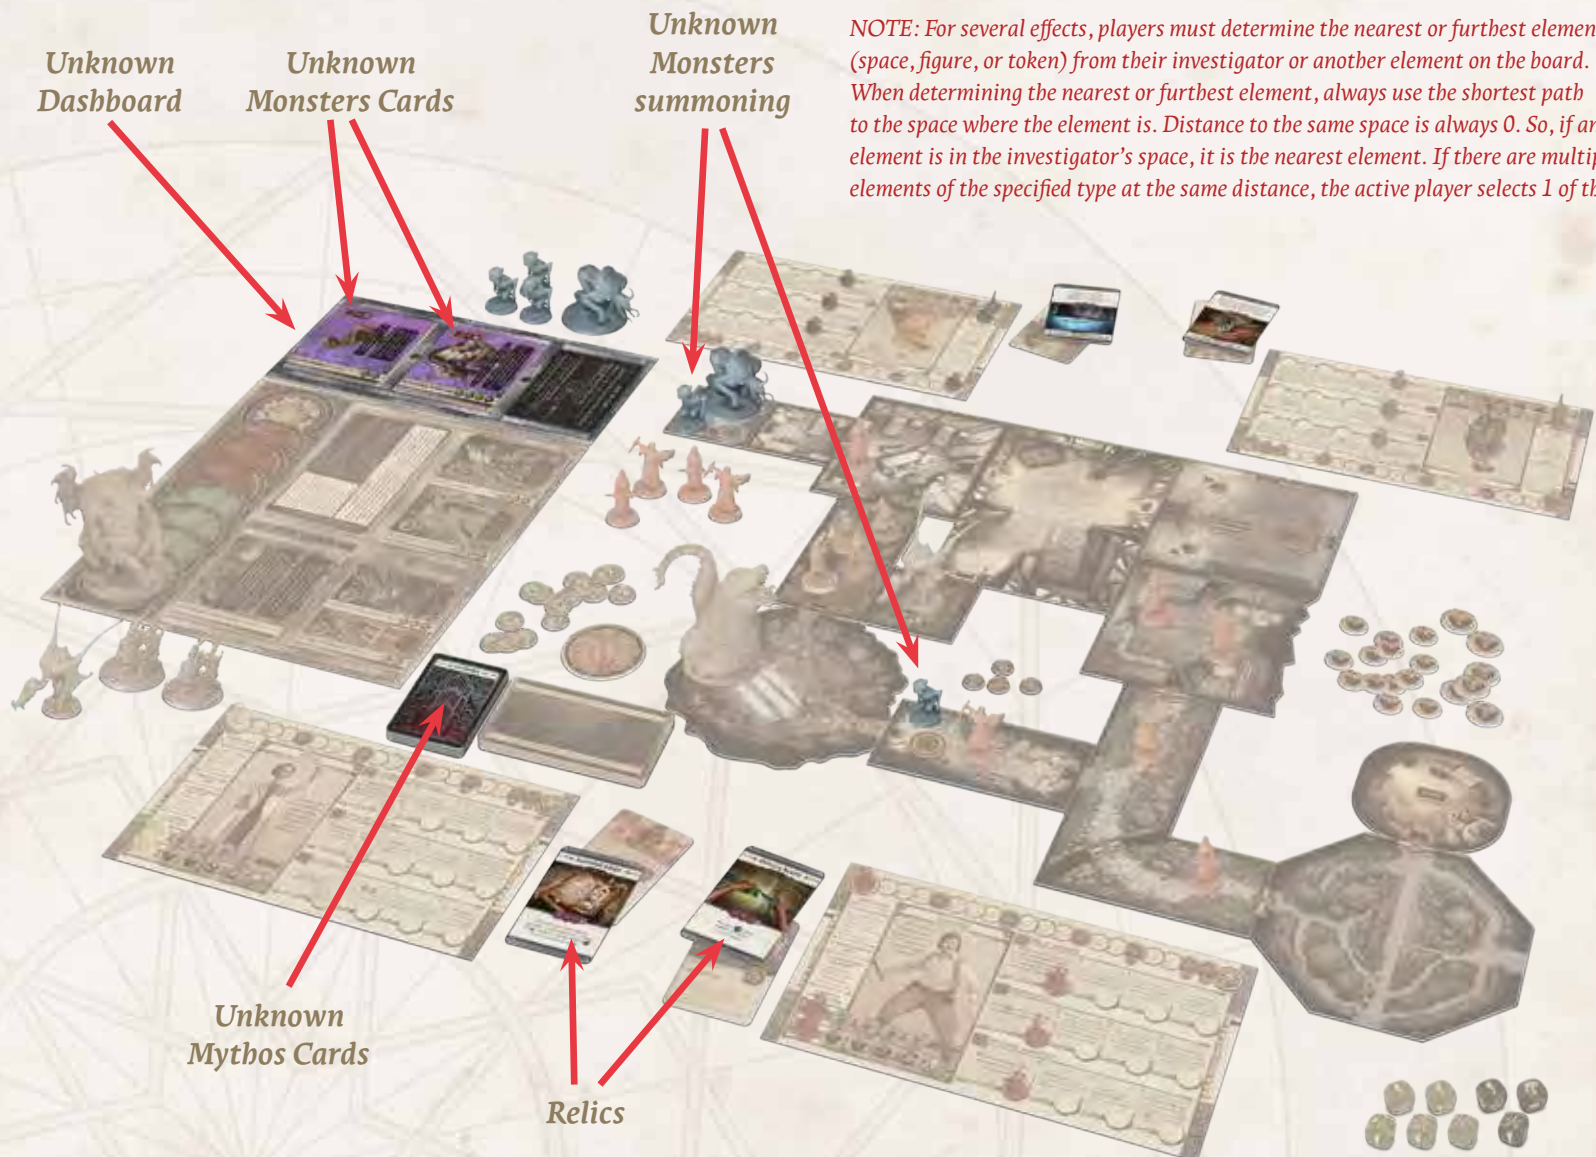 Unknown
Dashboard
Unknown
Monsters Cards
Unknown
Monsters
summoning
NOTE: For several effects, players must determine the nearest or furthest elemen
(space, figure, or token) from their investigator or another element on the board.
When determining the nearest or furthest element, always use the shortest path
to the space where the element is. Distance to the same space is always 0. So, if an
element is in the investigator's space, it is the nearest element. If there are multip
elements of the specified type at the same distance, the active player selects 1 of th
Unknown
Mythos Cards
Relics